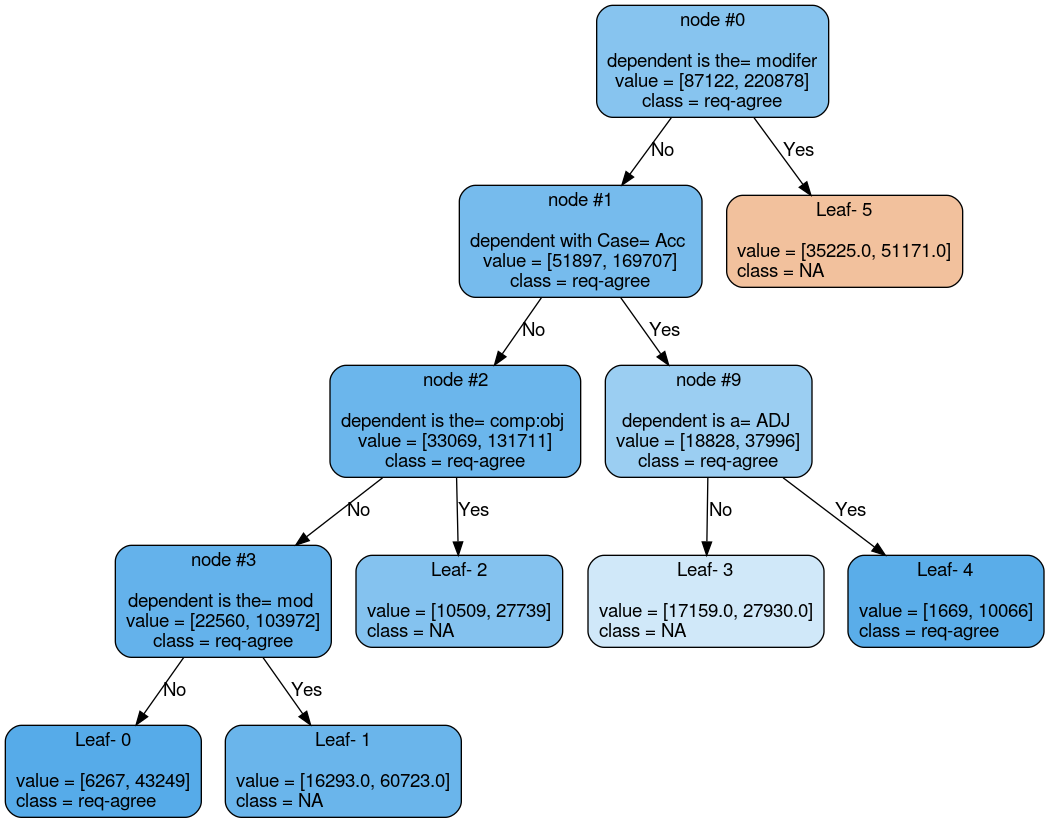 node #0
dependent is the= modifer
value = [87122, 220878]
class = req-agree
No
Yes
node #1
dependent with Case= Acc
value = [51897, 169707]
class = req-agree
Leaf- 5
value = [35225.0, 51171.0]
class = NA
No
Yes
node #2
dependent is the= comp:obj
value = [33069, 131711]
class = req-agree
node #9
dependent is a= ADJ
value = [18828, 37996]
class = req-agree
No
Yes
No
Yes
node #3
dependent is the= mod
value = [22560, 103972]
class = req-agree
Leaf- 2
value = [10509, 27739]
class = NA
Leaf- 3
value = [17159.0, 27930.0]
class = NA
Leaf- 4
value = [1669, 10066]
class = req-agree
No
Yes
Leaf- 0
value = [6267, 43249]
class = req-agree
Leaf- 1
value = [16293.0, 60723.0]
class = NA